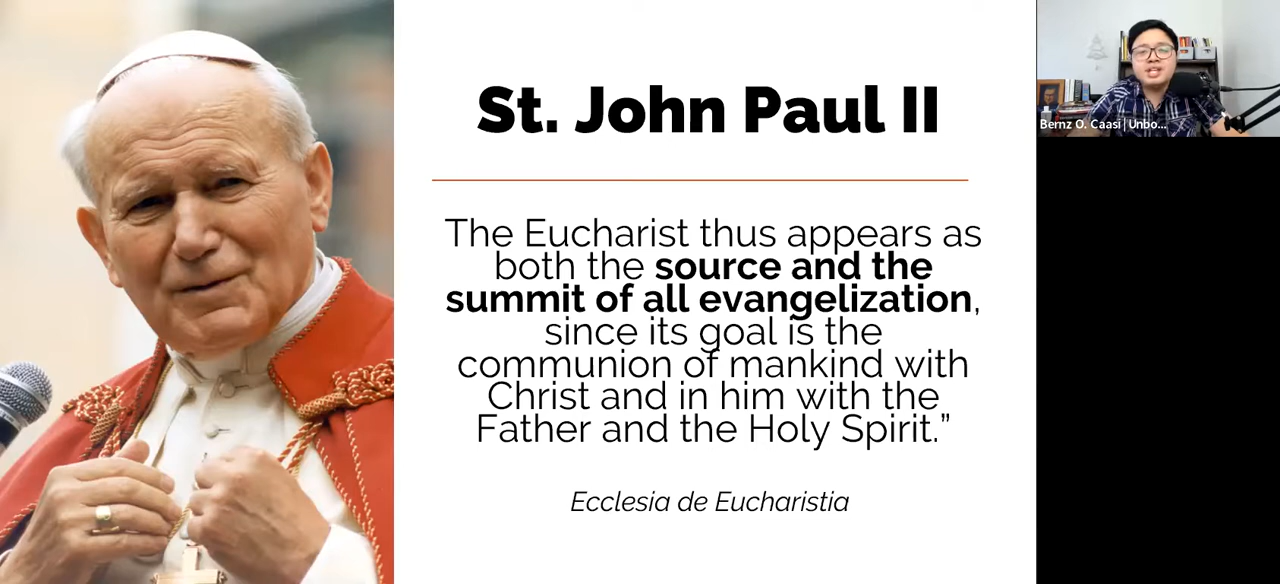 St. John Paul II
The Eucharist thus appears as
both the source and the
summit of all evangelization,
since its goal is the
communion of mankind with
Christ and in him with the
Father and the Holy Spirit.”
Ecclesia de Eucharistia
Bernz O. Caasi | Unbo...